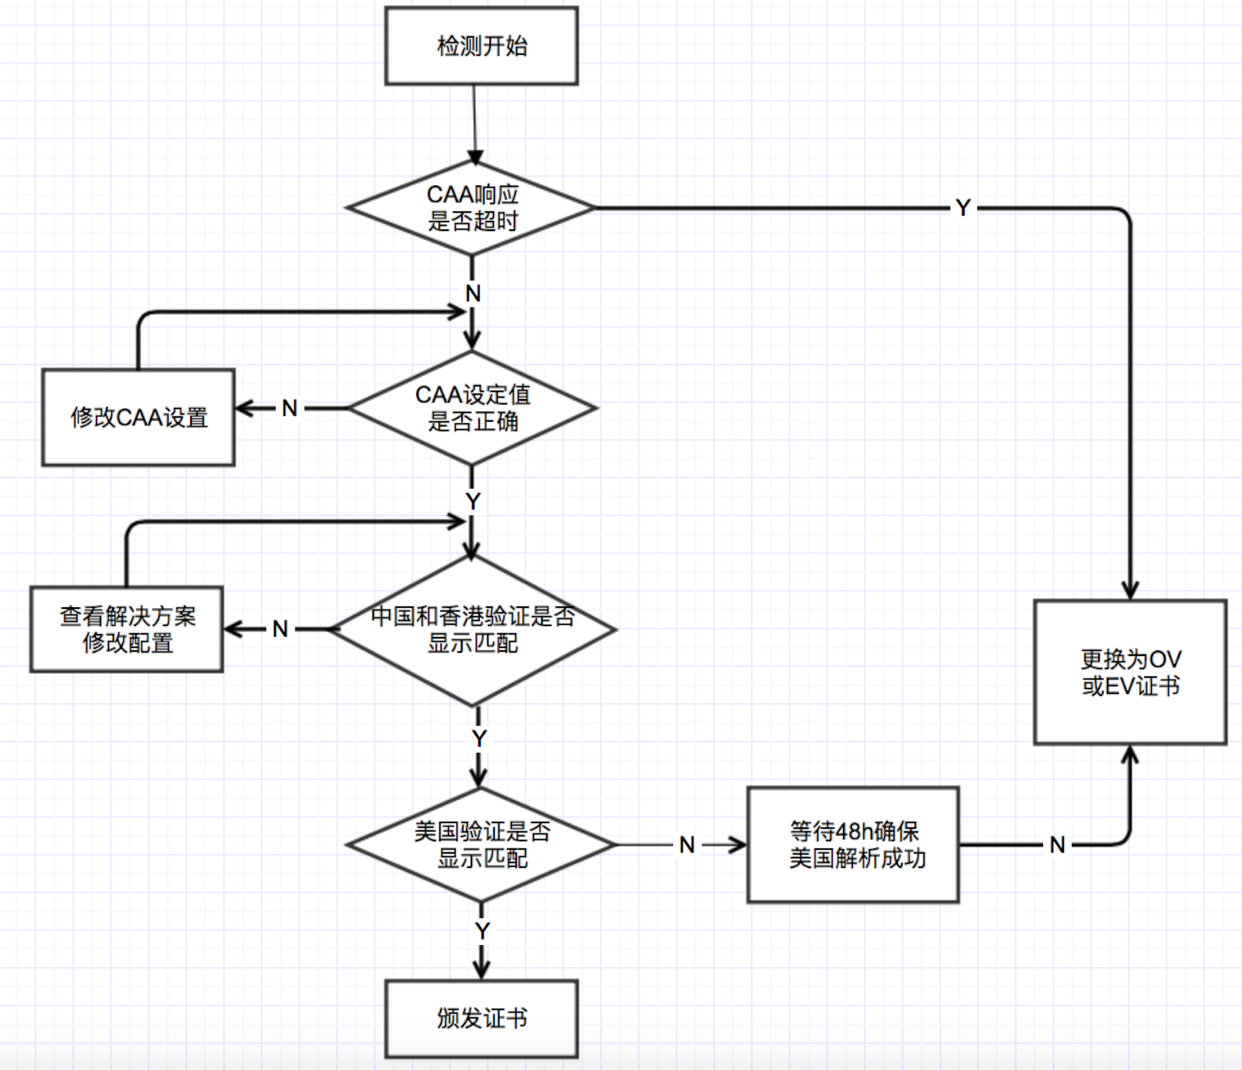 检测开始
CAA响应
是否超时
Y
N
CAA设定值
是否正确
N
修改CAA设置
Y
中国和香港验证是否
显示匹配
N
查看解决方案
修改配置
更换为OV
或EV证书
Y
美国验证是否
显示匹配
N
等待48h确保
美国解析成功
N
Y
颁发证书